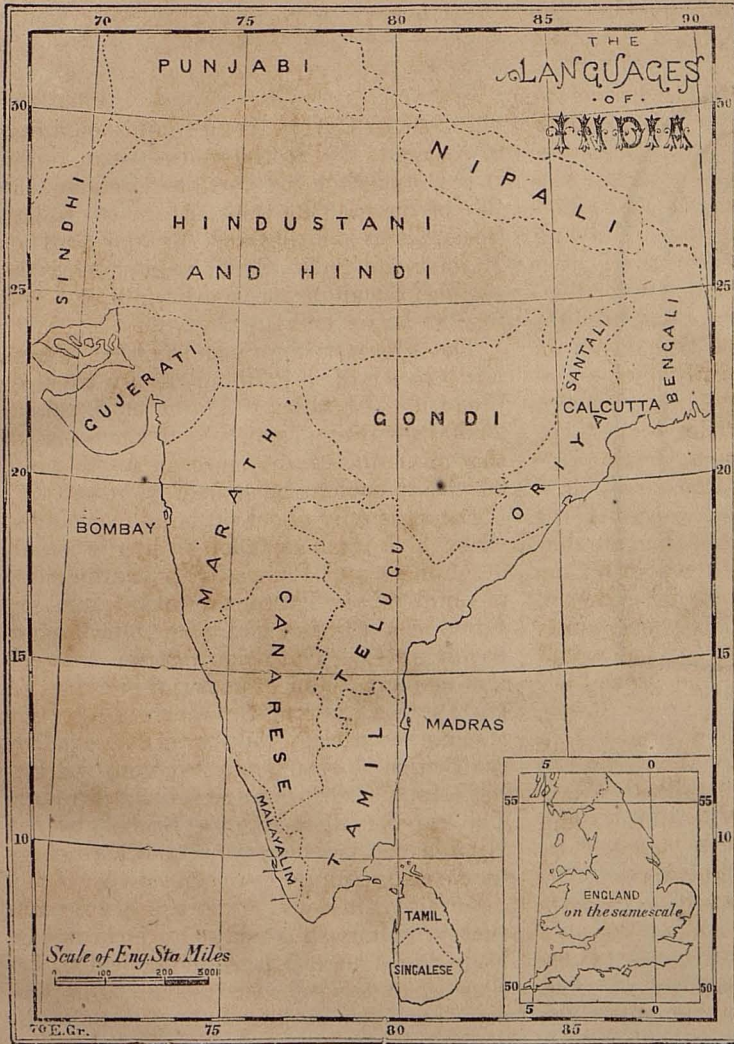 70 75 80 85 90
THE
LANGUAGES
· OF ·
INDIA
PUNJABI
30 30
NIPALI
SINDHI
HINDUSTANI
AND HINDI
25 25
GUJERATI
SANTALI
BENGALI
CALCUTTA
GONDI
ORIYA
MARATHI
20 20
BOMBAY
TELUGU
CANARESE
15 15
MADRAS
TAMIL
MALAYALIM
10 10
TAMIL
SINGALESE
5 0
55 55
ENGLAND
on the same scale
50 50
5 0
Scale of Eng. Sta Miles
0 100 200 300
70 E.Gr. 75 80 85